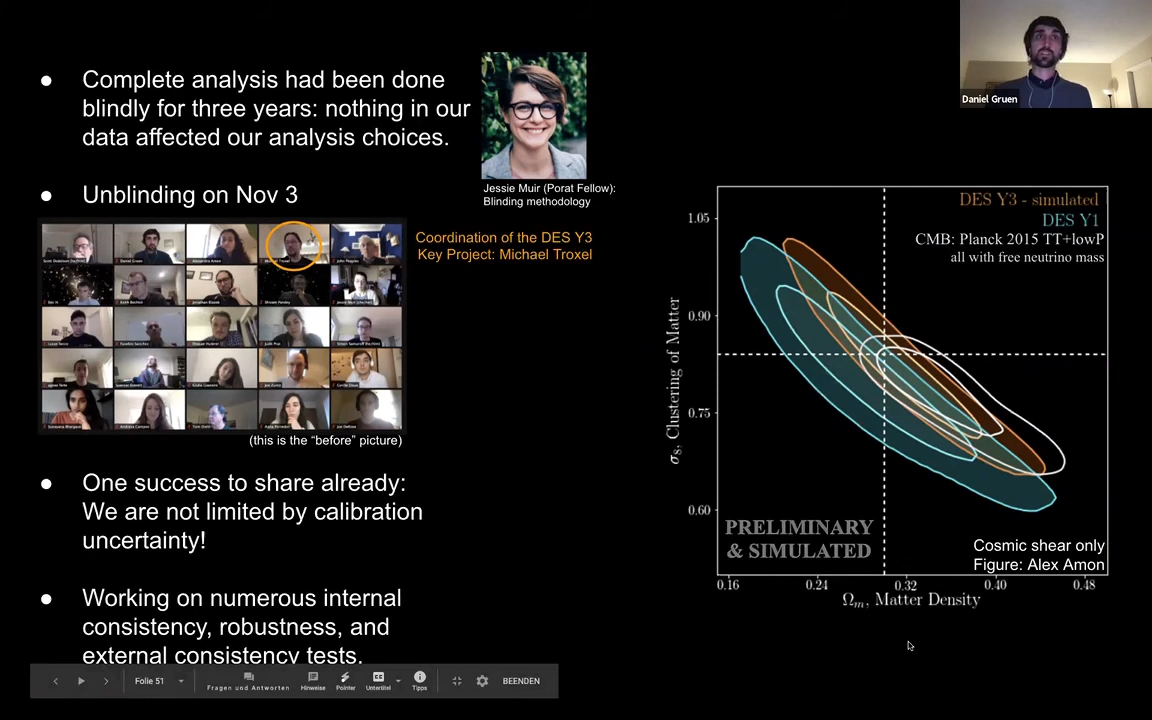 ● Complete analysis had been done
blindly for three years: nothing in our
data affected our analysis choices.
● Unblinding on Nov 3
Jessie Muir (Porat Fellow):
Blinding methodology
Coordination of the DES Y3
Key Project: Michael Troxel
(this is the “before” picture)
● One success to share already:
We are not limited by calibration
uncertainty!
● Working on numerous internal
consistency, robustness, and
external consistency tests.
Daniel Gruen
DES Y3 - simulated
DES Y1
CMB: Planck 2015 TT+lowP
all with free neutrino mass
1.05
0.90
0.75
0.60
σ₈, Clustering of Matter
PRELIMINARY
& SIMULATED
Cosmic shear only
Figure: Alex Amon
0.16 0.24 0.32 0.40 0.48
Ωₘ, Matter Density
Folie 51
Fragen und Antworten
Hinweise
Pointer
Untertitel
Tipps
BEENDEN